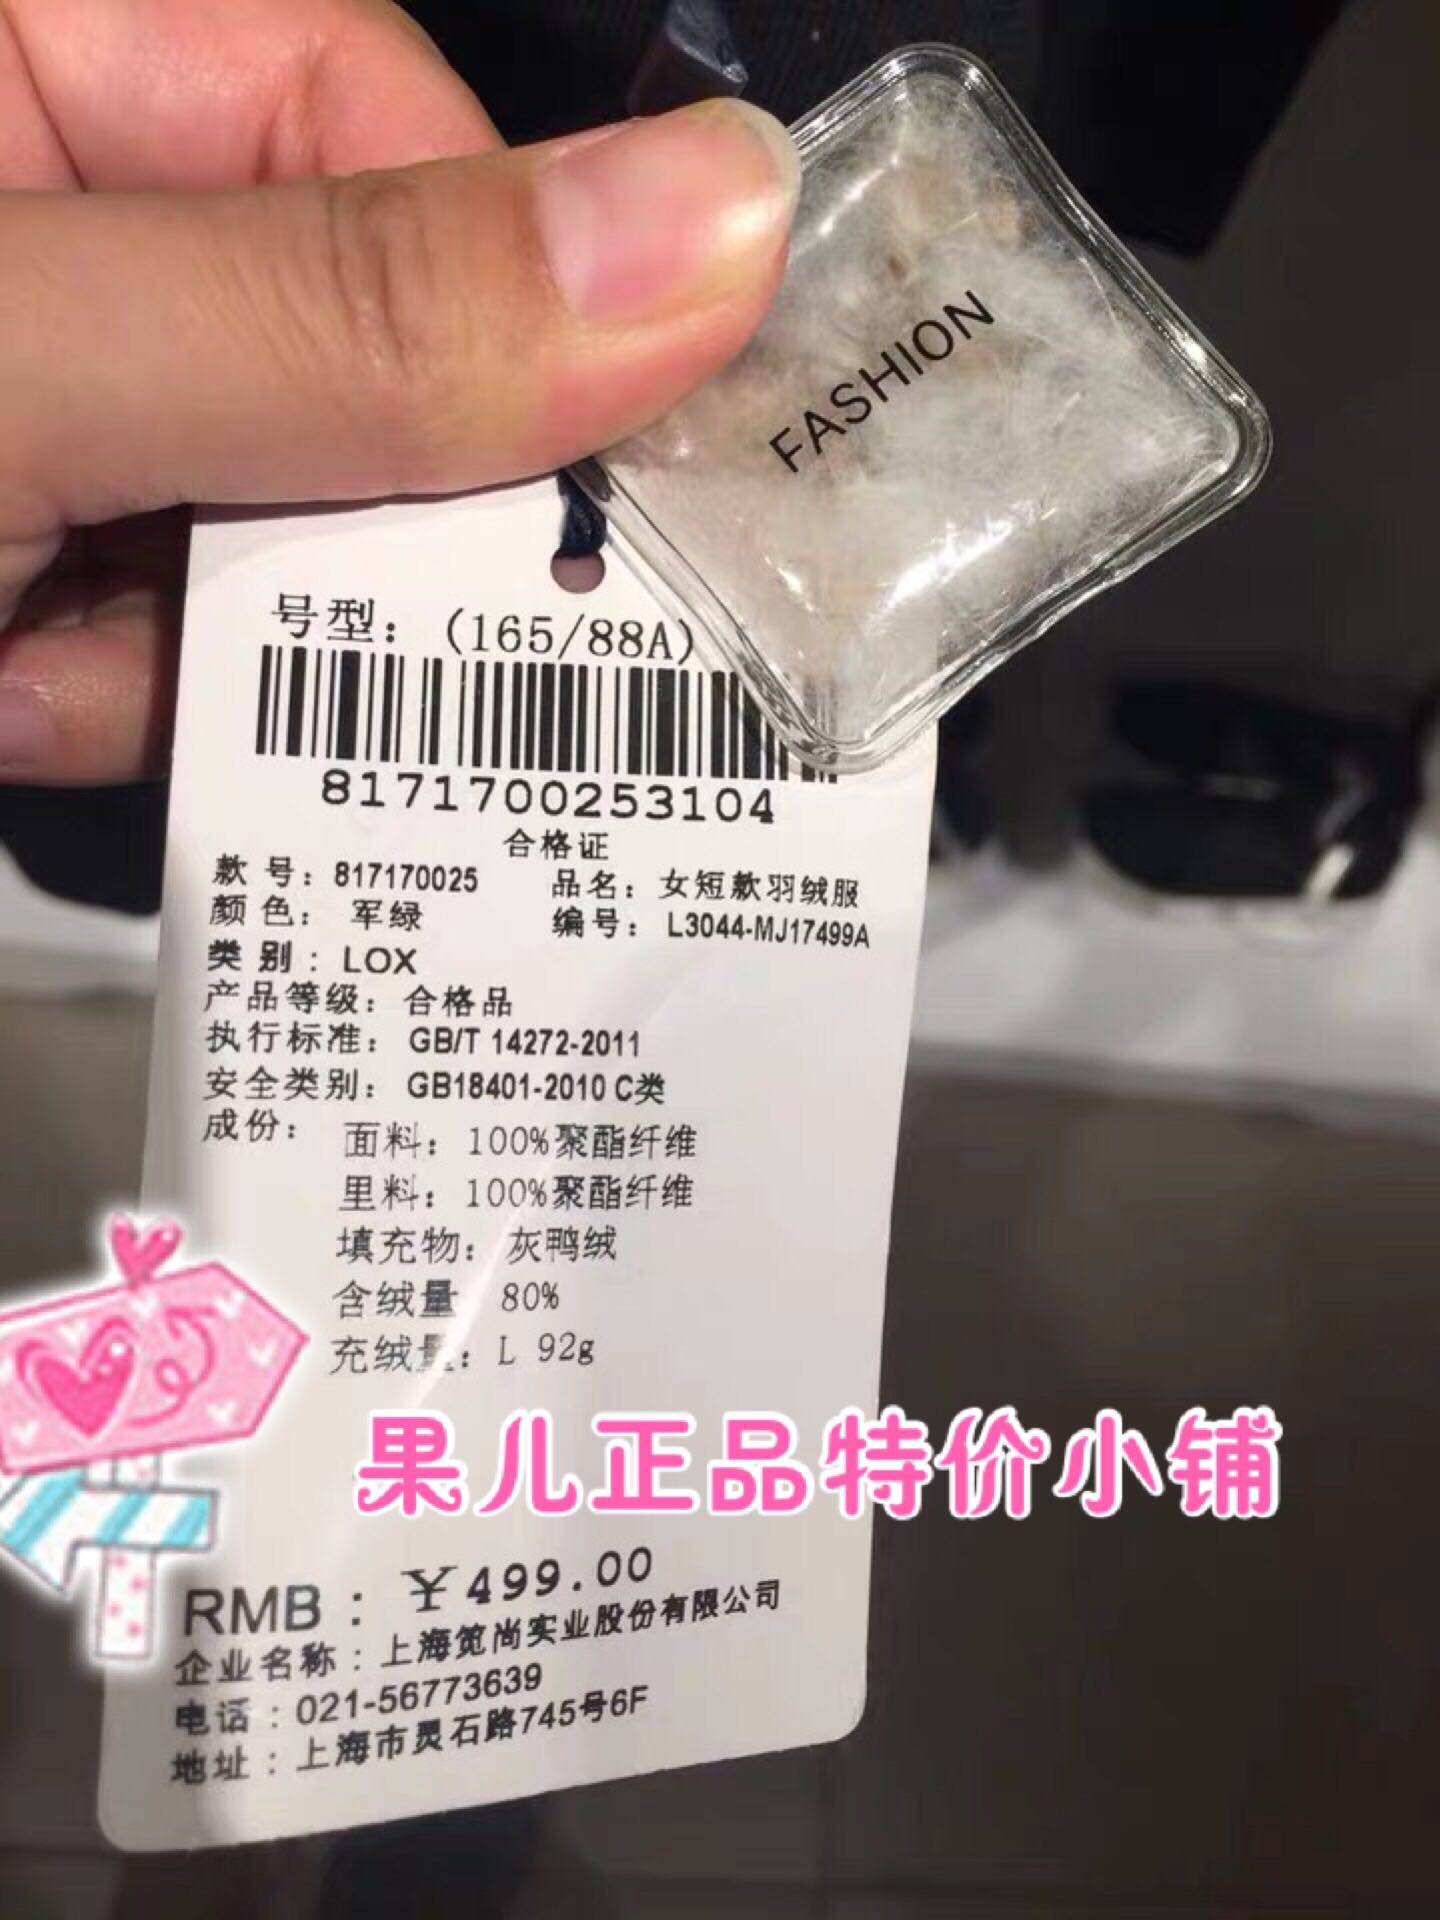 FASHION
号型：(165/88A)
8171700253104
合格证
款 号：817170025 品名：女短款羽绒服
颜 色： 军绿 编号： L3044-MJ17499A
类 别：LOX
产品等级：合格品
执行标准： GB/T 14272-2011
安全类别： GB18401-2010 C类
成份： 面料：100%聚酯纤维
里料：100%聚酯纤维
填充物：灰鸭绒
含绒量 80%
充绒量：L 92g
果儿正品特价小铺
RMB：￥499.00
企业名称：上海笕尚实业股份有限公司
电话：021-56773639
地址：上海市灵石路745号6F